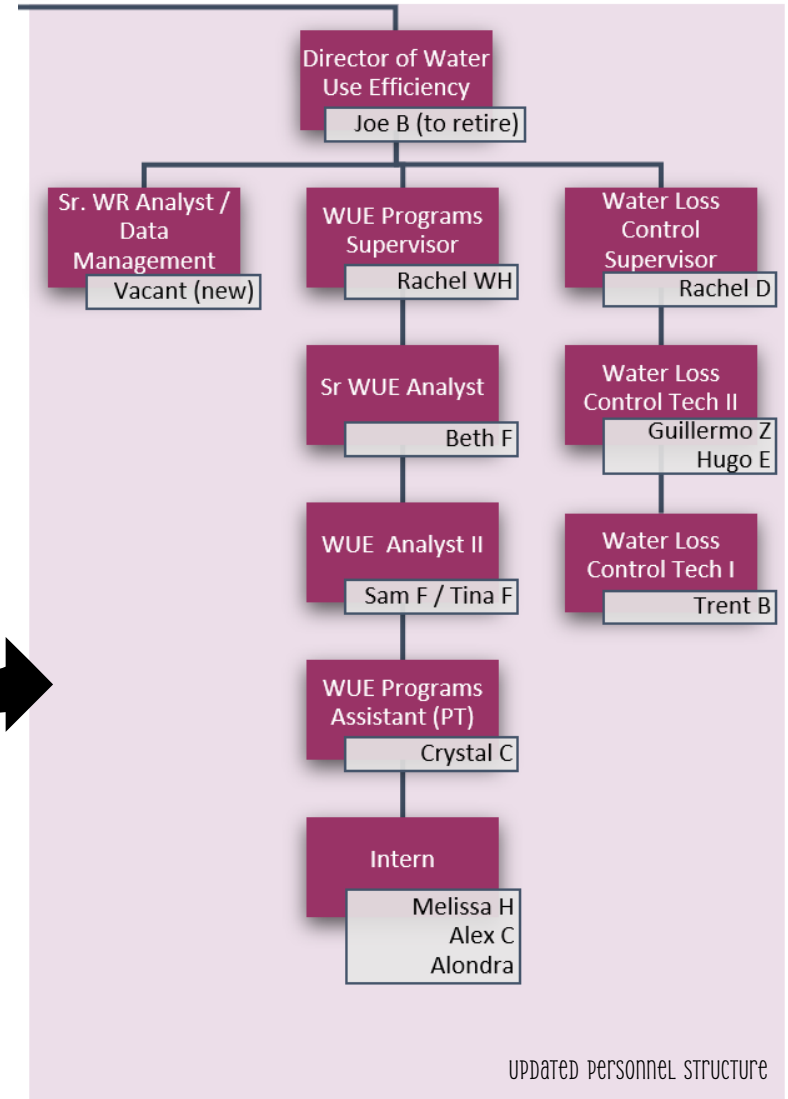 Director of Water
Use Efficiency
Joe B (to retire)
Sr. WR Analyst /
Data
Management
Vacant (new)
WUE Programs
Supervisor
Rachel WH
Water Loss
Control
Supervisor
Rachel D
Sr WUE Analyst
Beth F
Water Loss
Control Tech II
Guillermo Z
Hugo E
WUE Analyst II
Sam F / Tina F
Water Loss
Control Tech I
Trent B
WUE Programs
Assistant (PT)
Crystal C
Intern
Melissa H
Alex C
Alondra
UPDATED PERSONNEL STRUCTURE